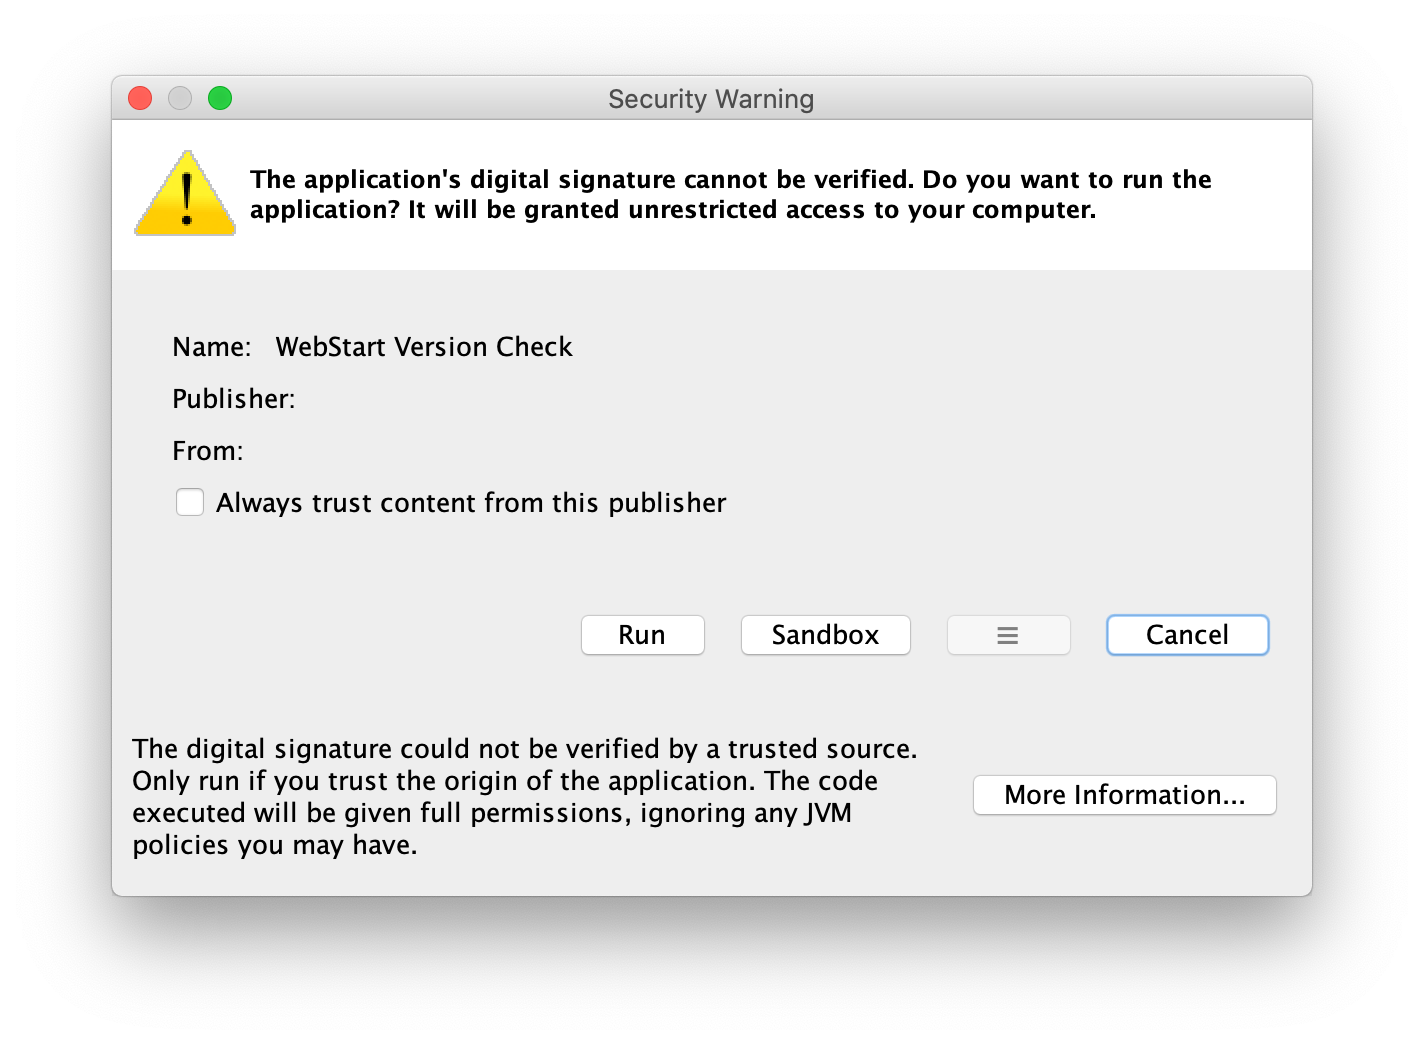 Security Warning
The application's digital signature cannot be verified. Do you want to run the
application? It will be granted unrestricted access to your computer.
Name: WebStart Version Check
Publisher:
From:
Always trust content from this publisher
Run Sandbox Cancel
The digital signature could not be verified by a trusted source.
Only run if you trust the origin of the application. The code
executed will be given full permissions, ignoring any JVM
policies you may have.
More Information...